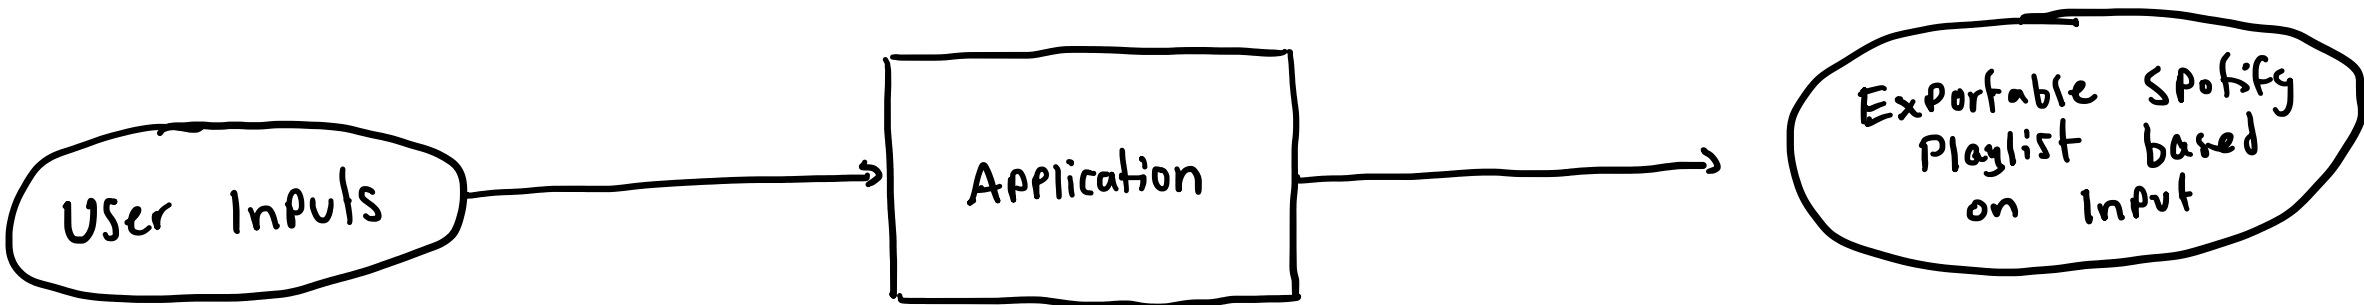 User Inputs
Application
Exportable Spotify
Playlist based
on Input